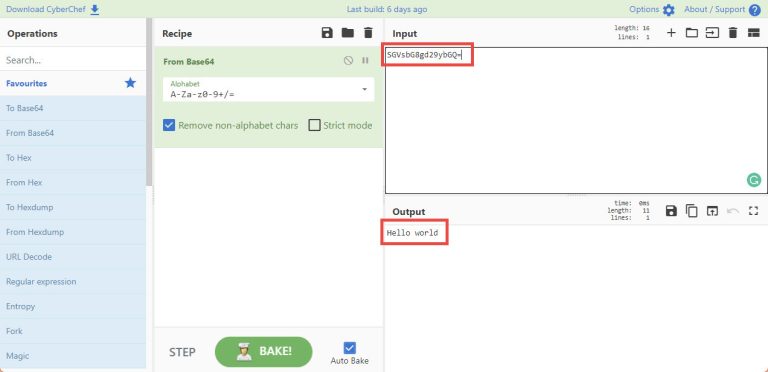 Download CyberChef
Last build: 6 days ago
Options
About / Support
Operations
Search...
Favourites
To Base64
From Base64
To Hex
From Hex
To Hexdump
From Hexdump
URL Decode
Regular expression
Entropy
Fork
Magic
Recipe
From Base64
Alphabet
A-Za-z0-9+/=
Remove non-alphabet chars
Strict mode
STEP
BAKE!
Auto Bake
Input
length: 16
lines: 1
SGVsbG8gd29ybGQ=
Output
time: 0ms
length: 11
lines: 1
Hello world